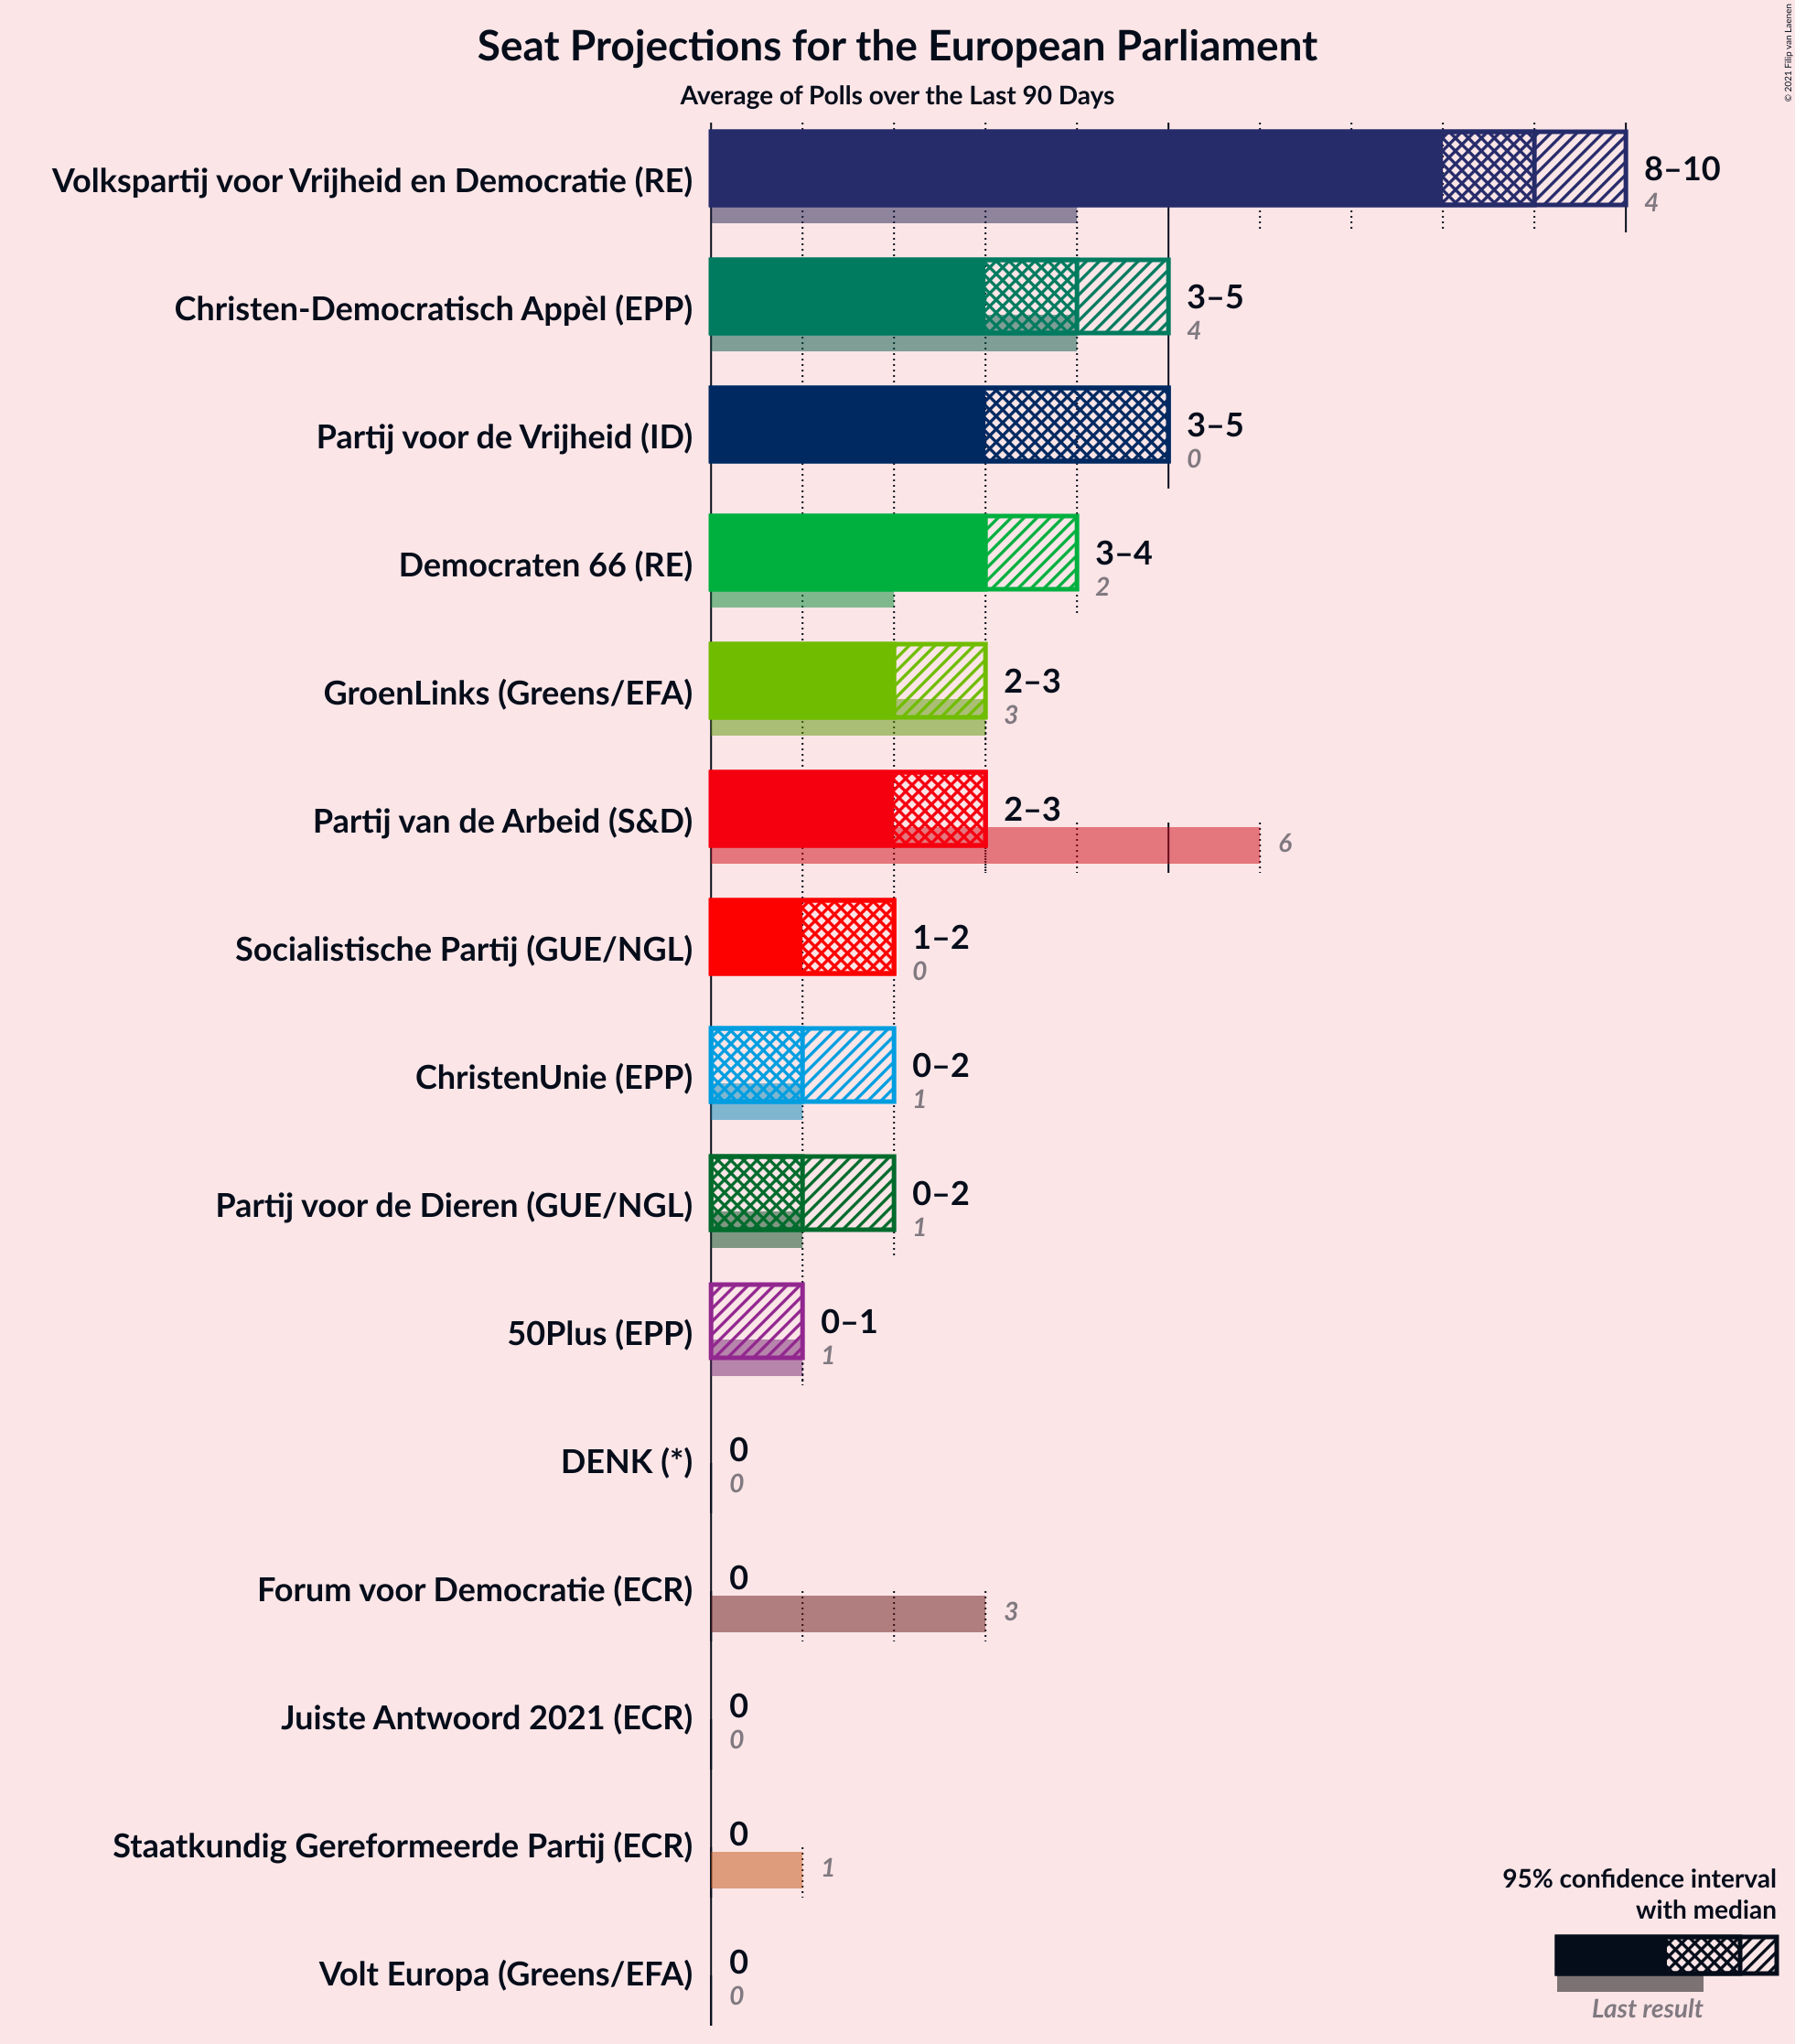 © 2021 Filip van Laenen
Seat Projections for the European Parliament
Average of Polls over the Last 90 Days
Volkspartij voor Vrijheid en Democratie (RE)
8–10
4
Christen-Democratisch Appèl (EPP)
3–5
4
Partij voor de Vrijheid (ID)
3–5
0
Democraten 66 (RE)
3–4
2
GroenLinks (Greens/EFA)
2–3
3
Partij van de Arbeid (S&D)
2–3
6
Socialistische Partij (GUE/NGL)
1–2
0
ChristenUnie (EPP)
0–2
1
Partij voor de Dieren (GUE/NGL)
0–2
1
50Plus (EPP)
0–1
1
DENK (*)
0
0
Forum voor Democratie (ECR)
0
3
Juiste Antwoord 2021 (ECR)
0
0
Staatkundig Gereformeerde Partij (ECR)
0
1
Volt Europa (Greens/EFA)
0
0
95% confidence interval
with median
Last result